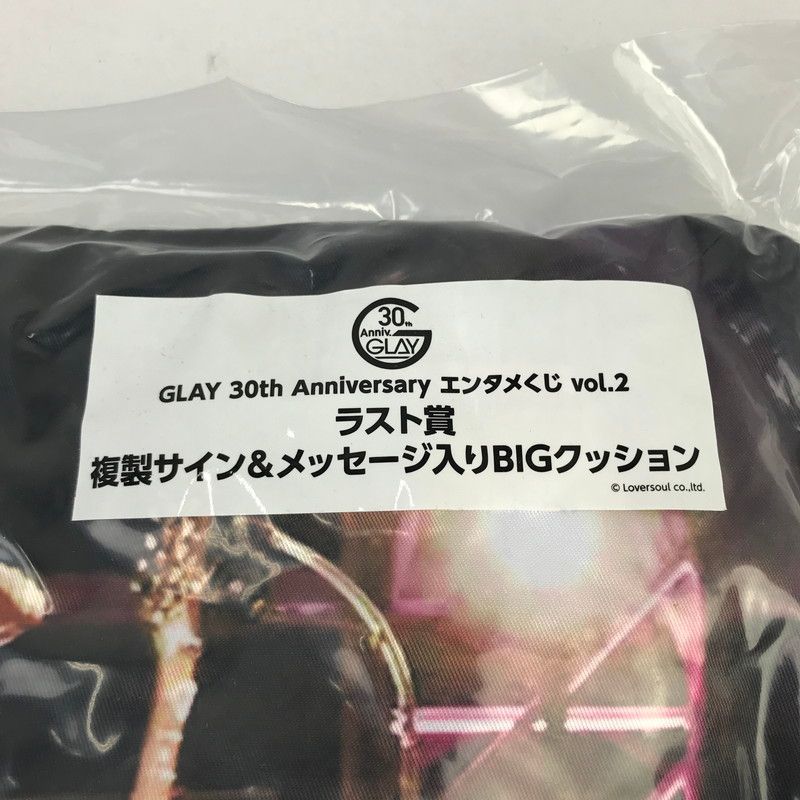 30th
Anniv.
GLAY
GLAY 30th Anniversary エンタメくじ vol.2
ラスト賞
複製サイン&メッセージ入りBIGクッション
© Loversoul co.,ltd.